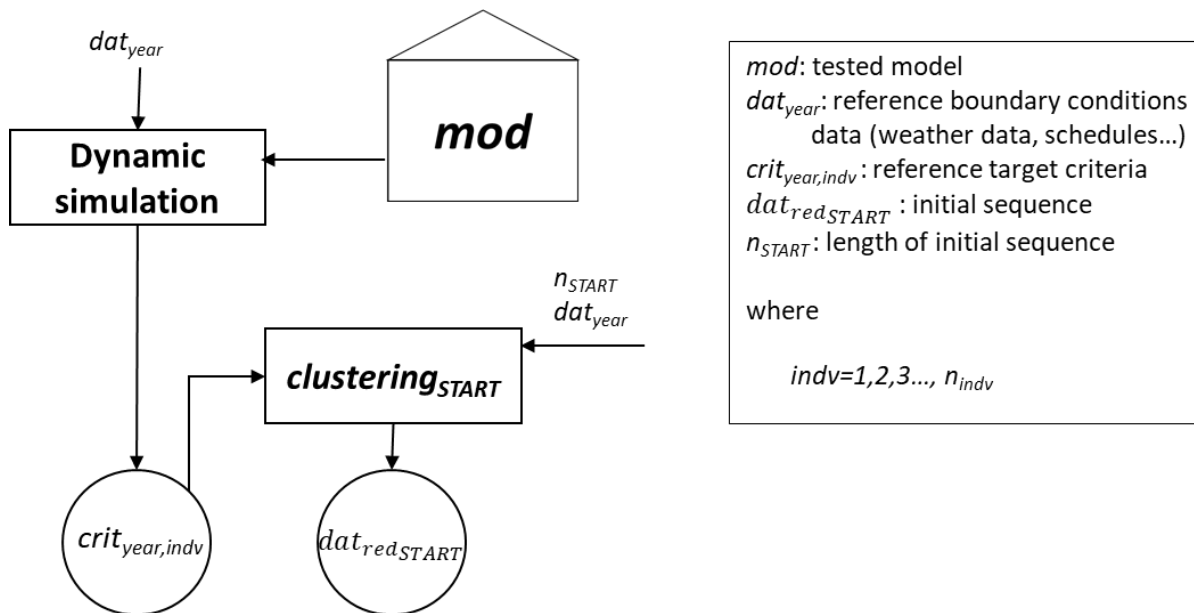 dat_year
mod
Dynamic
simulation
n_START
dat_year
clustering_START
crit_year,indv
dat_red_START
mod: tested model
dat_year: reference boundary conditions
data (weather data, schedules…)
crit_year,indv : reference target criteria
dat_red_START : initial sequence
n_START : length of initial sequence
where
indv=1,2,3…, n_indv